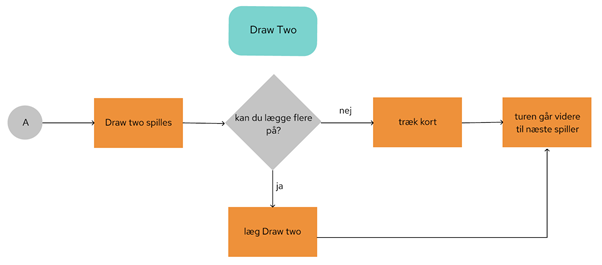 Draw Two
A
Draw two spilles
kan du lægge flere
på?
nej
træk kort
turen går videre
til næste spiller
ja
læg Draw two